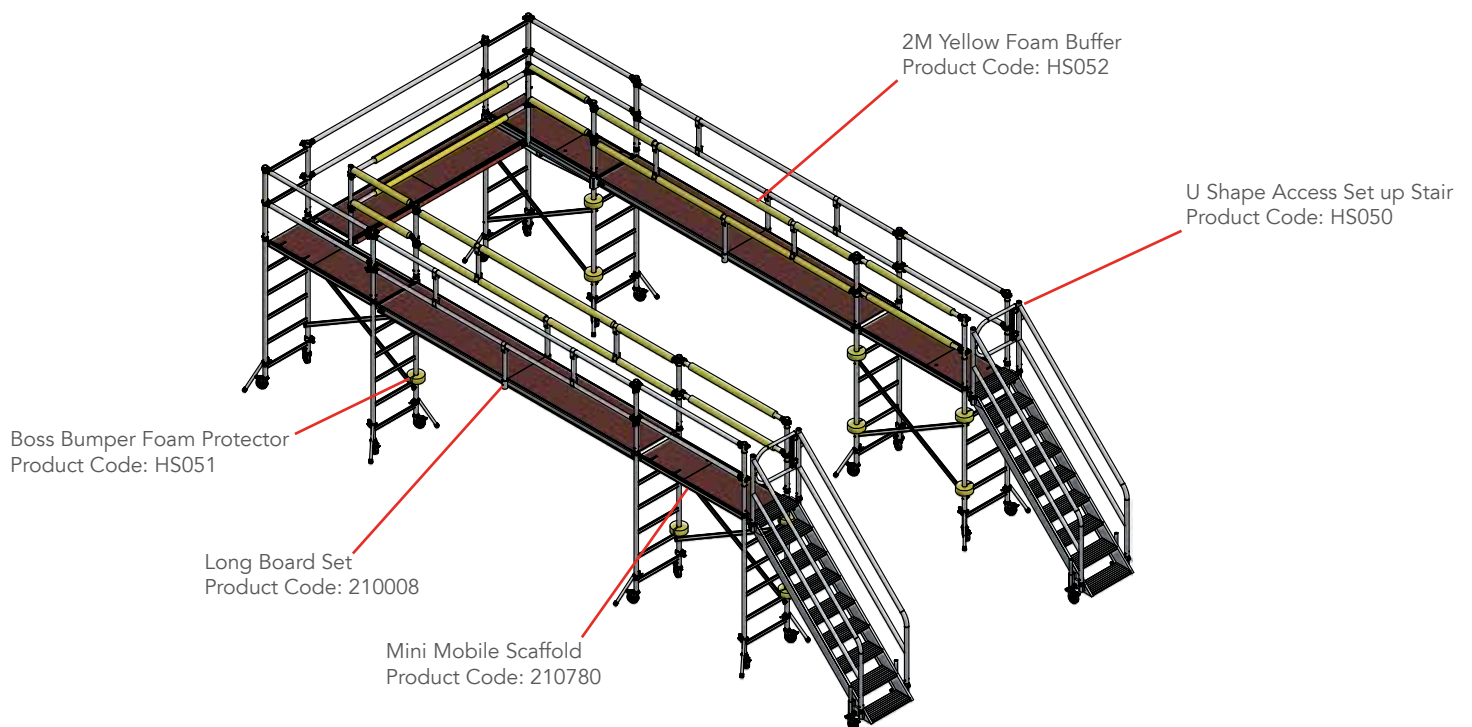 2M Yellow Foam Buffer
Product Code: HS052
U Shape Access Set up Stair
Product Code: HS050
Boss Bumper Foam Protector
Product Code: HS051
Long Board Set
Product Code: 210008
Mini Mobile Scaffold
Product Code: 210780